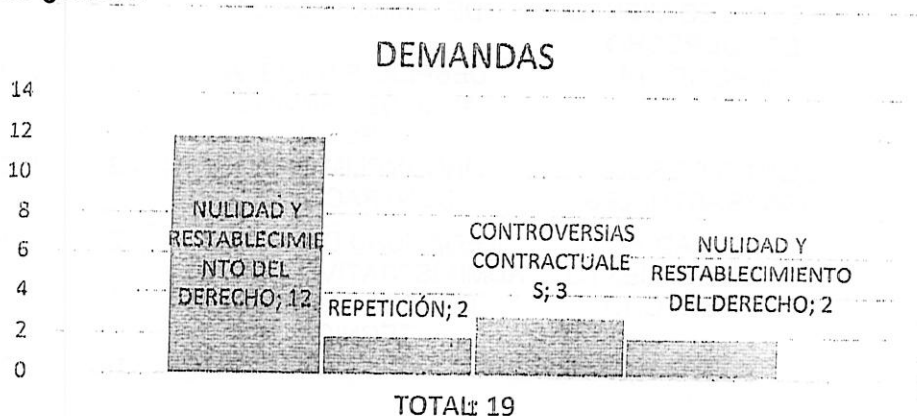 DEMANDAS
14
12
10
8
6
4
2
0
NULIDAD Y
RESTABLECIMIE
NTO DEL
DERECHO; 12
REPETICIÓN; 2
CONTROVERSIAS
CONTRACTUALE
S; 3
NULIDAD Y
RESTABLECIMIENTO
DEL DERECHO; 2
TOTAL: 19